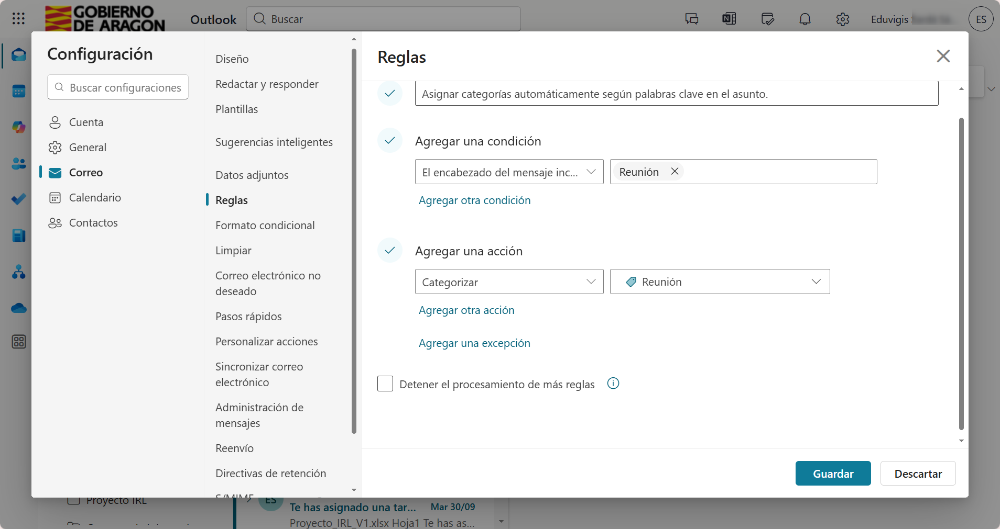 GOBIERNO
DE ARAGON
Outlook
Buscar
Eduvigis
ES
Configuración
Buscar configuraciones
Cuenta
General
Correo
Calendario
Contactos
Diseño
Redactar y responder
Plantillas
Sugerencias inteligentes
Datos adjuntos
Reglas
Formato condicional
Limpiar
Correo electrónico no
deseado
Pasos rápidos
Personalizar acciones
Sincronizar correo
electrónico
Administración de
mensajes
Reenvío
Directivas de retención
S/MIME
Reglas
Asignar categorías automáticamente según palabras clave en el asunto.
Agregar una condición
El encabezado del mensaje inc...
Reunión
Agregar otra condición
Agregar una acción
Categorizar
Reunión
Agregar otra acción
Agregar una excepción
Detener el procesamiento de más reglas
Guardar
Descartar
Proyecto IRL
ES
Te has asignado una tar...
Mar 30/09
Proyecto_IRL_V1.xlsx Hoja1 Te has as...